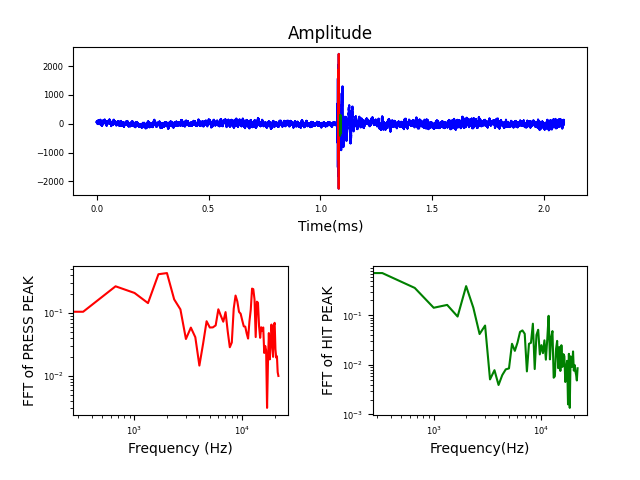 Amplitude
2000
1000
0
−1000
−2000
0.0 0.5 1.0 1.5 2.0
Time(ms)
FFT of PRESS PEAK
10⁻¹
10⁻²
10³ 10⁴
Frequency (Hz)
FFT of HIT PEAK
10⁻¹
10⁻²
10⁻³
10³ 10⁴
Frequency(Hz)